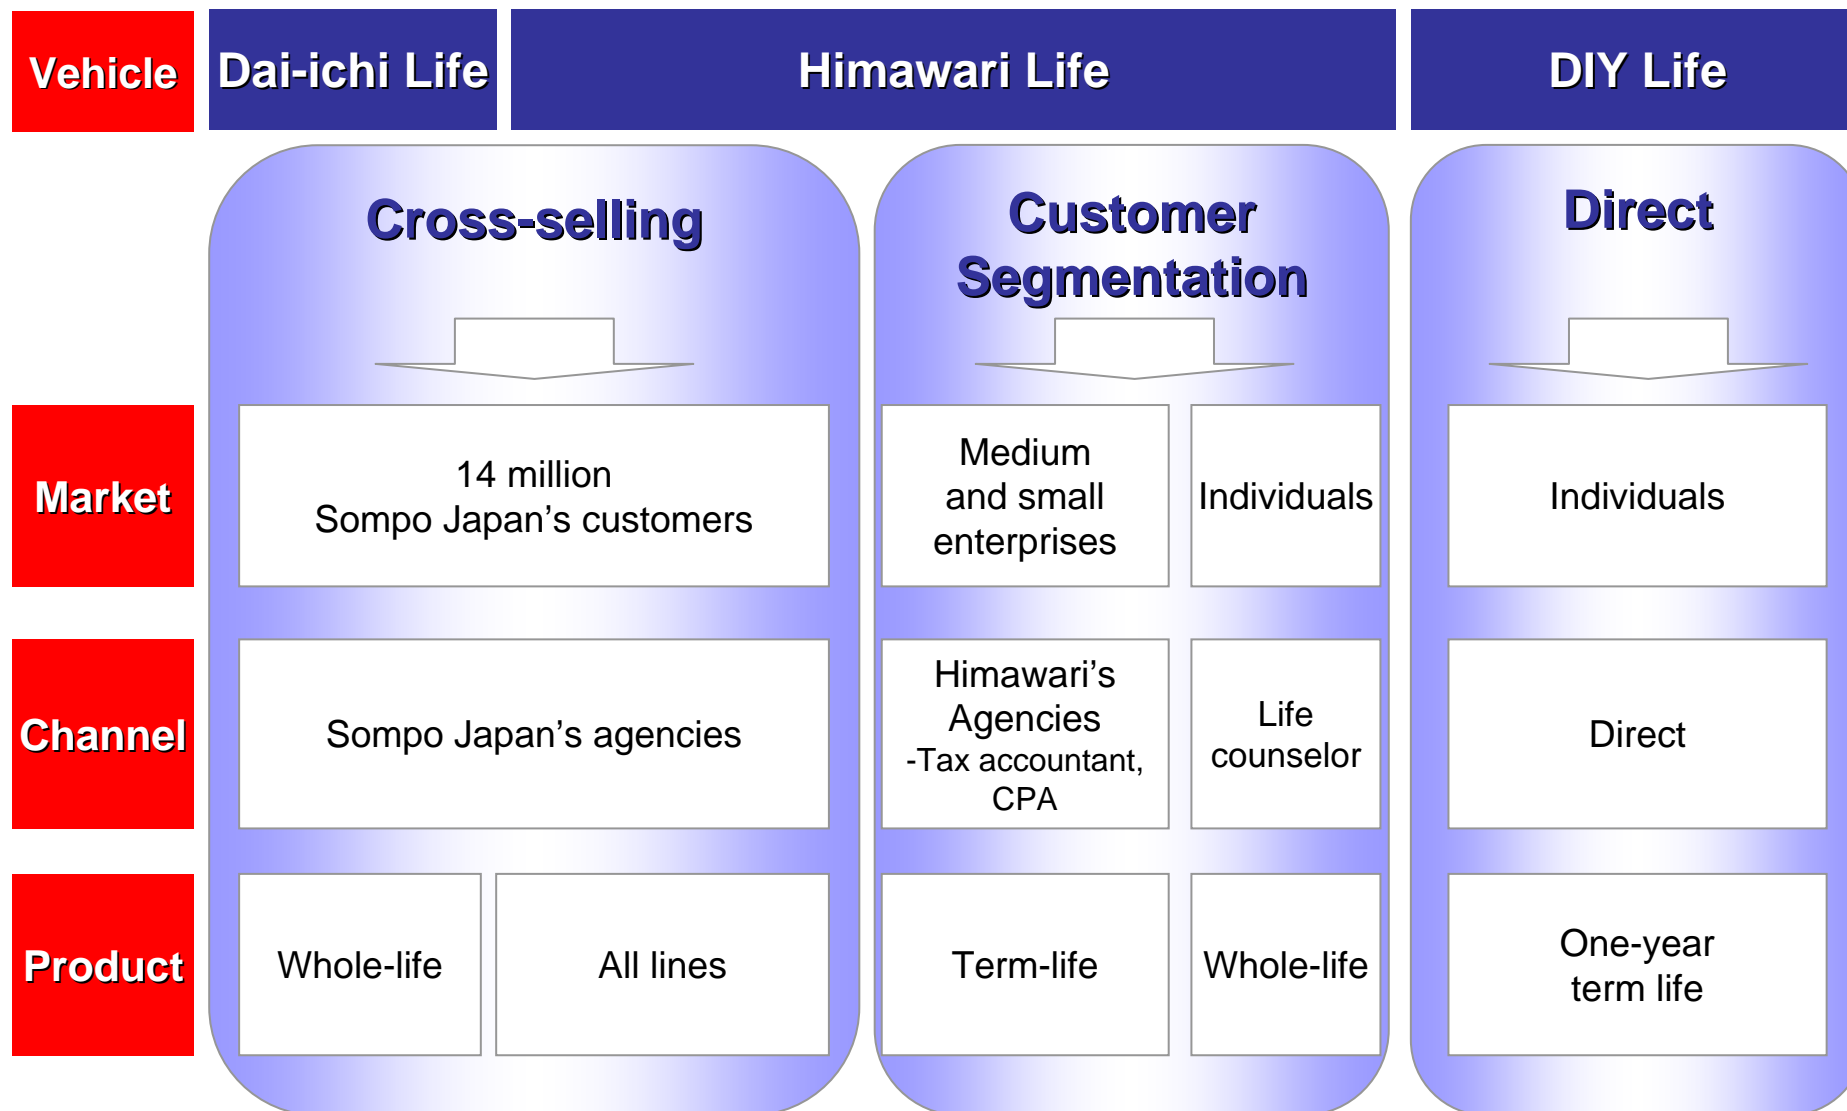 Vehicle
Dai-ichi Life
Himawari Life
DIY Life
Cross-selling
Customer
Segmentation
Direct
Market
14 million
Sompo Japan’s customers
Medium
and small
enterprises
Individuals
Individuals
Channel
Sompo Japan’s agencies
Himawari’s
Agencies
-Tax accountant,
CPA
Life
counselor
Direct
Product
Whole-life
All lines
Term-life
Whole-life
One-year
term life